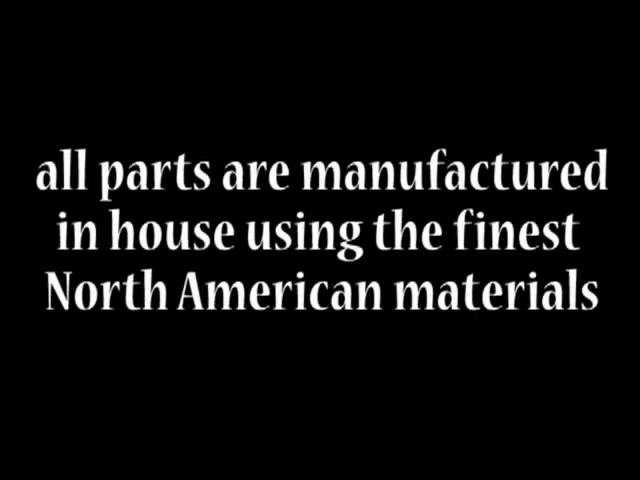 all parts are manufactured
in house using the finest
North American materials